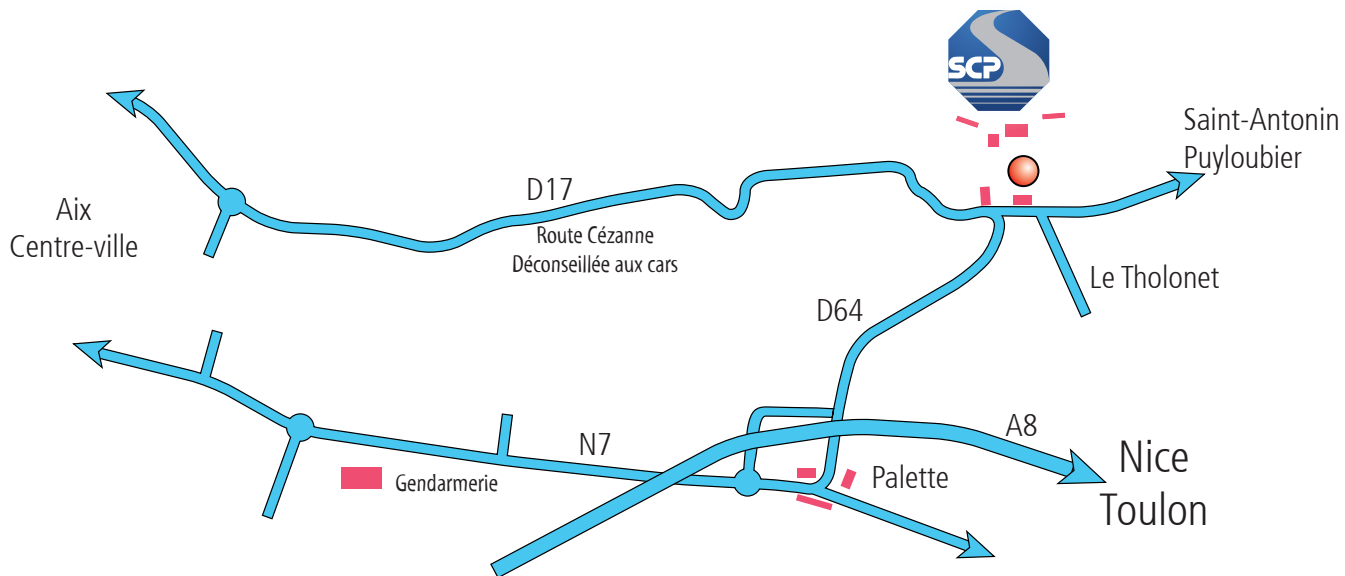 SCP
Saint-Antonin
Puyloubier
D17
Aix
Centre-ville
Route Cézanne
Déconseillée aux cars
Le Tholonet
D64
A8
N7
Nice
Toulon
Gendarmerie
Palette